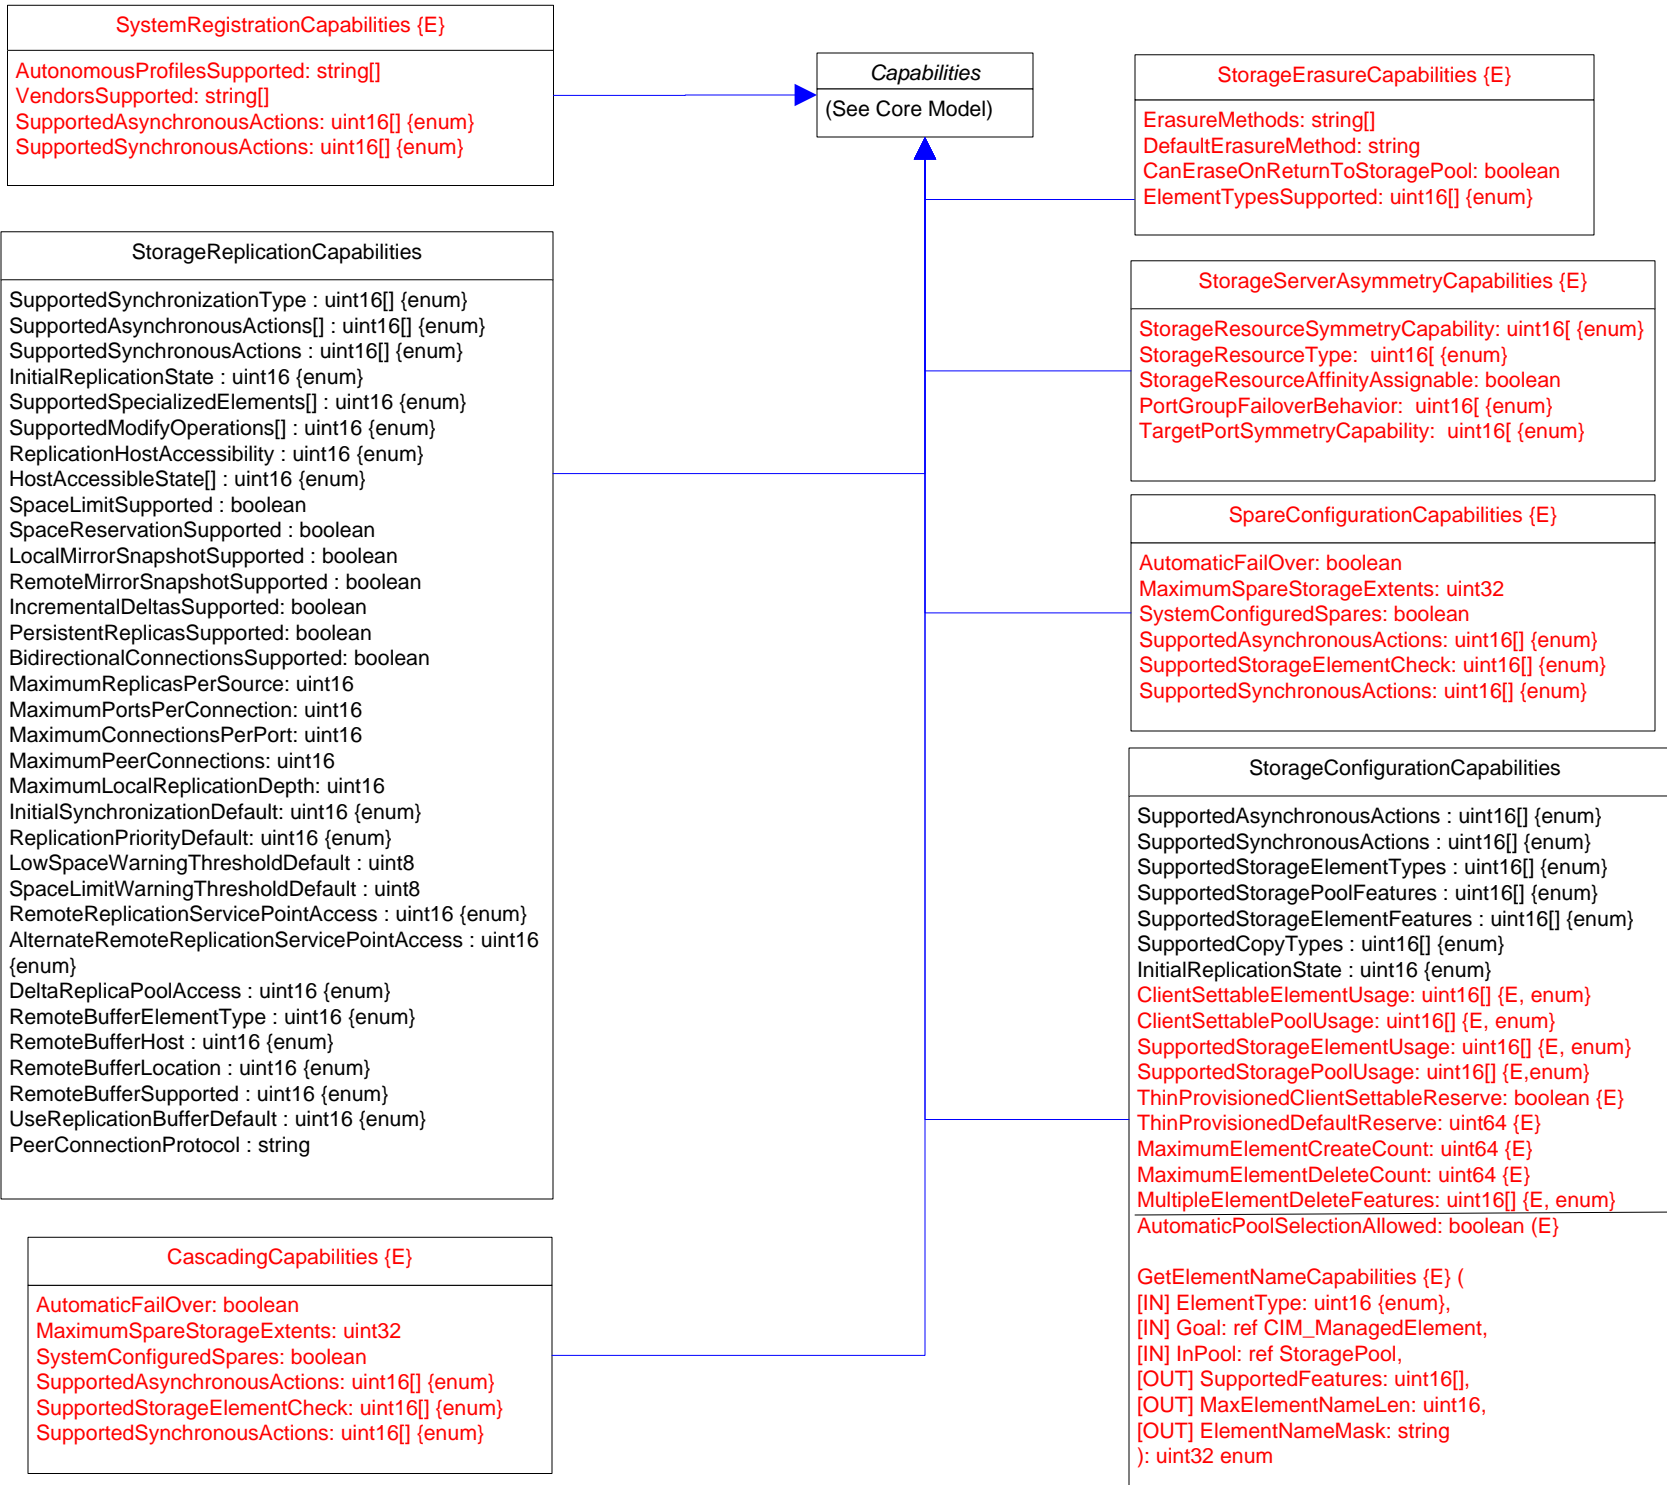 SystemRegistrationCapabilities {E}
AutonomousProfilesSupported: string[]
VendorsSupported: string[]
SupportedAsynchronousActions: uint16[] {enum}
SupportedSynchronousActions: uint16[] {enum}
Capabilities
(See Core Model)
StorageErasureCapabilities {E}
ErasureMethods: string[]
DefaultErasureMethod: string
CanEraseOnReturnToStoragePool: boolean
ElementTypesSupported: uint16[] {enum}
StorageReplicationCapabilities
SupportedSynchronizationType : uint16[] {enum}
SupportedAsynchronousActions[] : uint16[] {enum}
SupportedSynchronousActions : uint16[] {enum}
InitialReplicationState : uint16 {enum}
SupportedSpecializedElements[] : uint16 {enum}
SupportedModifyOperations[] : uint16 {enum}
ReplicationHostAccessibility : uint16 {enum}
HostAccessibleState[] : uint16 {enum}
SpaceLimitSupported : boolean
SpaceReservationSupported : boolean
LocalMirrorSnapshotSupported : boolean
RemoteMirrorSnapshotSupported : boolean
IncrementalDeltasSupported: boolean
PersistentReplicasSupported: boolean
BidirectionalConnectionsSupported: boolean
MaximumReplicasPerSource: uint16
MaximumPortsPerConnection: uint16
MaximumConnectionsPerPort: uint16
MaximumPeerConnections: uint16
MaximumLocalReplicationDepth: uint16
InitialSynchronizationDefault: uint16 {enum}
ReplicationPriorityDefault: uint16 {enum}
LowSpaceWarningThresholdDefault : uint8
SpaceLimitWarningThresholdDefault : uint8
RemoteReplicationServicePointAccess : uint16 {enum}
AlternateRemoteReplicationServicePointAccess : uint16
{enum}
DeltaReplicaPoolAccess : uint16 {enum}
RemoteBufferElementType : uint16 {enum}
RemoteBufferHost : uint16 {enum}
RemoteBufferLocation : uint16 {enum}
RemoteBufferSupported : uint16 {enum}
UseReplicationBufferDefault : uint16 {enum}
PeerConnectionProtocol : string
StorageServerAsymmetryCapabilities {E}
StorageResourceSymmetryCapability: uint16[ {enum}
StorageResourceType:  uint16[ {enum}
StorageResourceAffinityAssignable: boolean
PortGroupFailoverBehavior:  uint16[ {enum}
TargetPortSymmetryCapability:  uint16[ {enum}
SpareConfigurationCapabilities {E}
AutomaticFailOver: boolean
MaximumSpareStorageExtents: uint32
SystemConfiguredSpares: boolean
SupportedAsynchronousActions: uint16[] {enum}
SupportedStorageElementCheck: uint16[] {enum}
SupportedSynchronousActions: uint16[] {enum}
StorageConfigurationCapabilities
SupportedAsynchronousActions : uint16[] {enum}
SupportedSynchronousActions : uint16[] {enum}
SupportedStorageElementTypes : uint16[] {enum}
SupportedStoragePoolFeatures : uint16[] {enum}
SupportedStorageElementFeatures : uint16[] {enum}
SupportedCopyTypes : uint16[] {enum}
InitialReplicationState : uint16 {enum}
ClientSettableElementUsage: uint16[] {E, enum}
ClientSettablePoolUsage: uint16[] {E, enum}
SupportedStorageElementUsage: uint16[] {E, enum}
SupportedStoragePoolUsage: uint16[] {E,enum}
ThinProvisionedClientSettableReserve: boolean {E}
ThinProvisionedDefaultReserve: uint64 {E}
MaximumElementCreateCount: uint64 {E}
MaximumElementDeleteCount: uint64 {E}
MultipleElementDeleteFeatures: uint16[] {E, enum}
AutomaticPoolSelectionAllowed: boolean (E}
GetElementNameCapabilities {E} (
[IN] ElementType: uint16 {enum},
[IN] Goal: ref CIM_ManagedElement,
[IN] InPool: ref StoragePool,
[OUT] SupportedFeatures: uint16[],
[OUT] MaxElementNameLen: uint16,
[OUT] ElementNameMask: string
): uint32 enum
CascadingCapabilities {E}
AutomaticFailOver: boolean
MaximumSpareStorageExtents: uint32
SystemConfiguredSpares: boolean
SupportedAsynchronousActions: uint16[] {enum}
SupportedStorageElementCheck: uint16[] {enum}
SupportedSynchronousActions: uint16[] {enum}